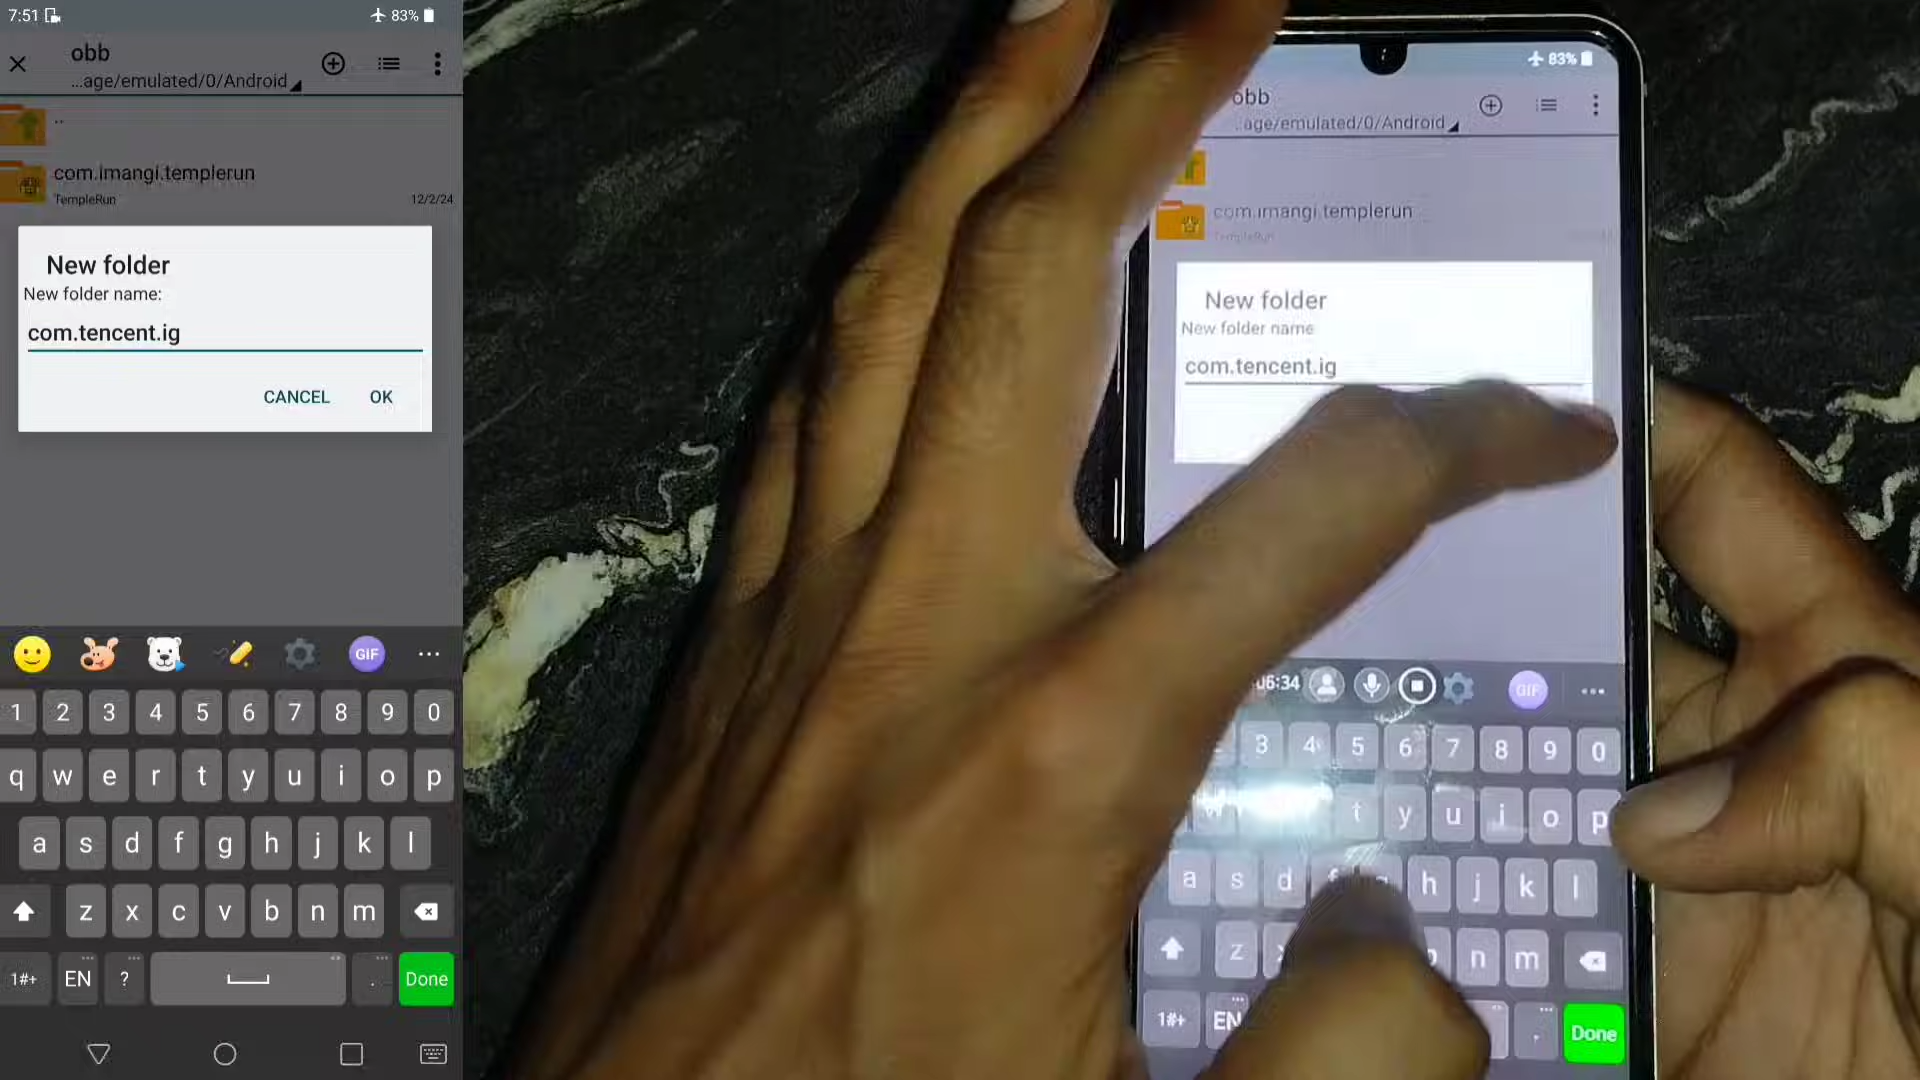 7:51
83%
obb
...age/emulated/0/Android
..
com.imangi.templerun
TempleRun
12/2/24
New folder
New folder name:
com.tencent.ig
CANCEL OK
GIF
1 2 3 4 5 6 7 8 9 0
q w e r t y u i o p
a s d f g h j k l
z x c v b n m
1#+ EN ? . Done
83%
obb
.age/emulated/0/Android
com.imangi.templerun
TempleRun
New folder
New folder name
com.tencent.ig
06:34
GIF
3 4 5 6 7 8 9 0
w t y u i o p
a s d f h j k l
z n m
1#+ EN . Done